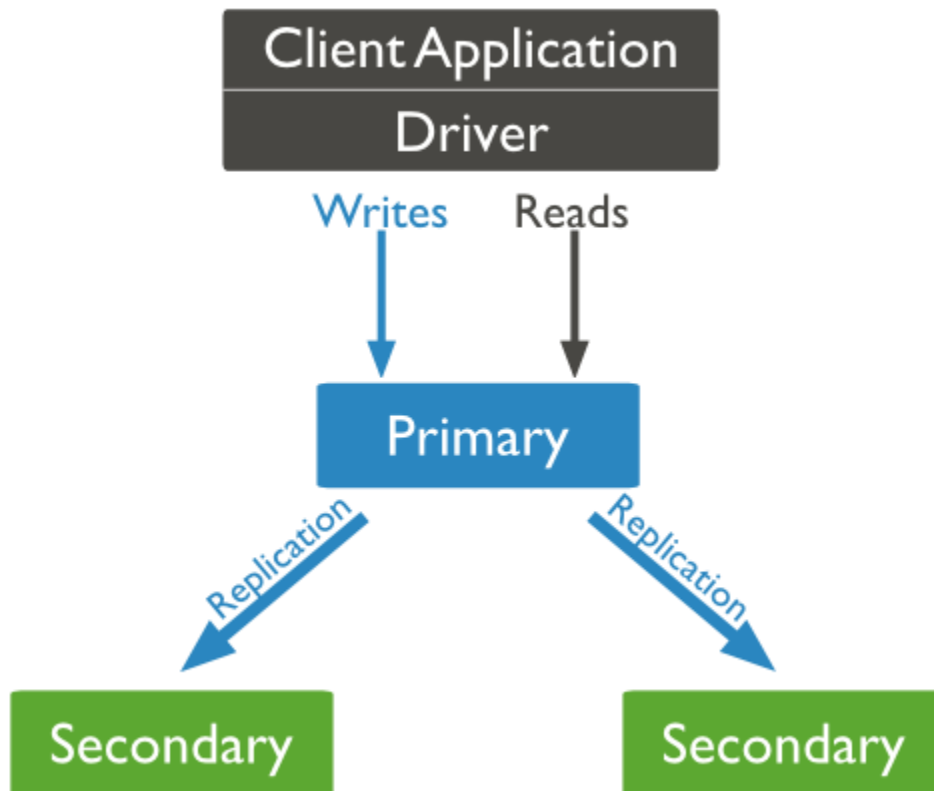 Client Application
Driver
Writes Reads
Primary
Replication Replication
Secondary Secondary